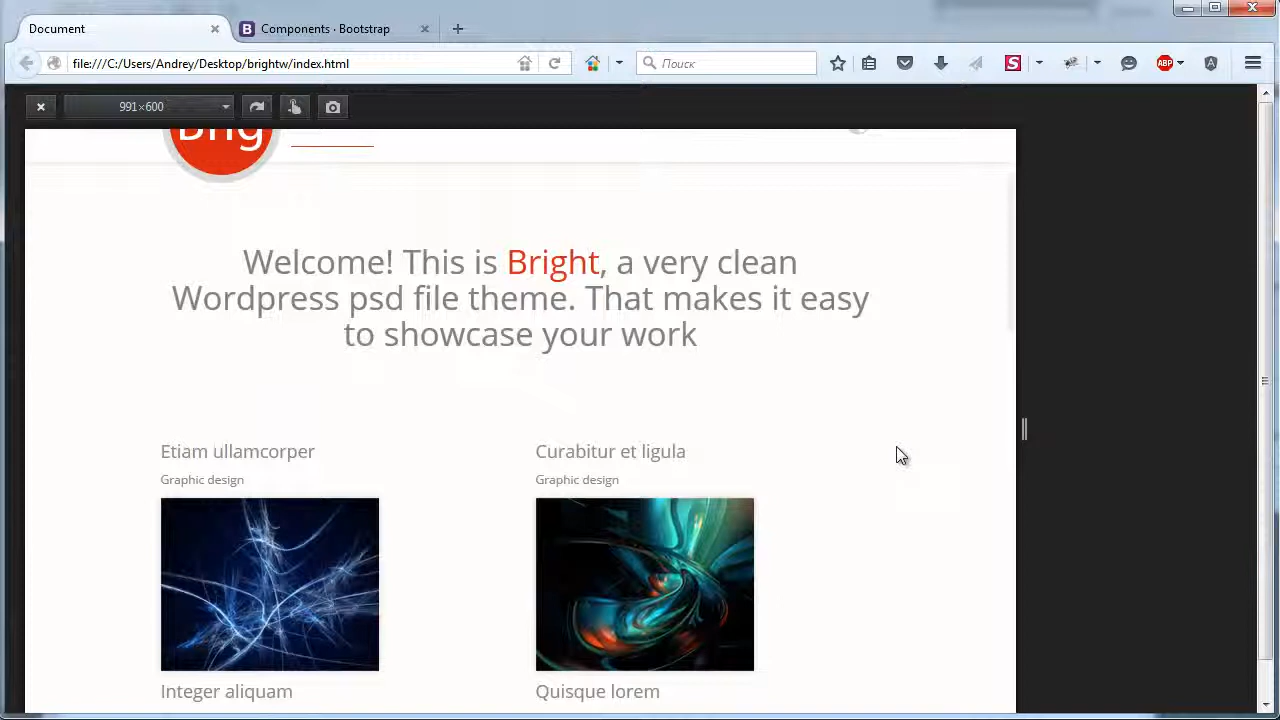 Document
Components · Bootstrap
file:///C:/Users/Andrey/Desktop/brightw/index.html
Поиск
S
ABP
991×600
Brig
Welcome! This is Bright, a very clean
Wordpress psd file theme. That makes it easy
to showcase your work
Etiam ullamcorper
Curabitur et ligula
Graphic design
Graphic design
Integer aliquam
Quisque lorem